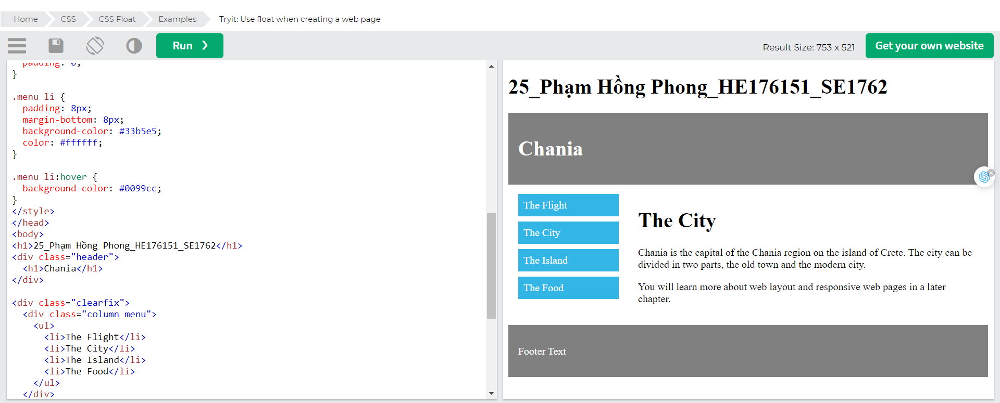 Home CSS CSS Float Examples Tryit: Use float when creating a web page
Run ❯ Result Size: 753 x 521 Get your own website
padding: 0;
}
.menu li {
padding: 8px;
margin-bottom: 8px;
background-color: #33b5e5;
color: #ffffff;
}
.menu li:hover {
background-color: #0099cc;
}
</style>
</head>
<body>
<h1>25_Phạm Hồng Phong_HE176151_SE1762</h1>
<div class="header">
<h1>Chania</h1>
</div>
<div class="clearfix">
<div class="column menu">
<ul>
<li>The Flight</li>
<li>The City</li>
<li>The Island</li>
<li>The Food</li>
</ul>
</div>
25_Phạm Hồng Phong_HE176151_SE1762
Chania
The Flight
The City
The Island
The Food
The City
Chania is the capital of the Chania region on the island of Crete. The city can be
divided in two parts, the old town and the modern city.
You will learn more about web layout and responsive web pages in a later
chapter.
Footer Text